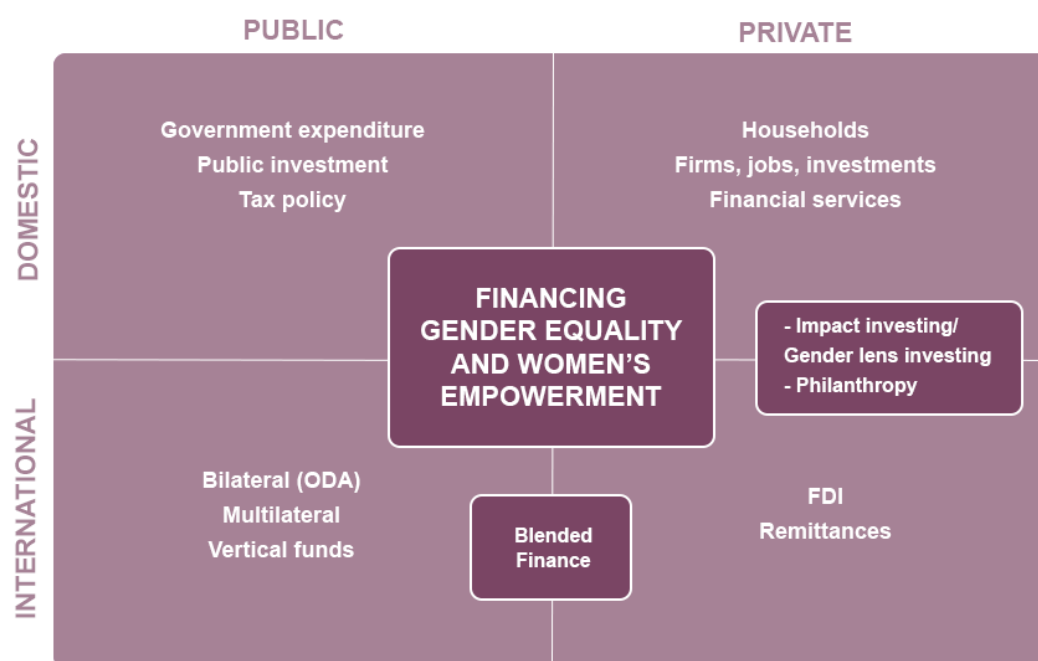 PUBLIC
PRIVATE
DOMESTIC
Government expenditure
Public investment
Tax policy
Households
Firms, jobs, investments
Financial services
FINANCING
GENDER EQUALITY
AND WOMEN’S
EMPOWERMENT
- Impact investing/
Gender lens investing
- Philanthropy
INTERNATIONAL
Bilateral (ODA)
Multilateral
Vertical funds
Blended
Finance
FDI
Remittances